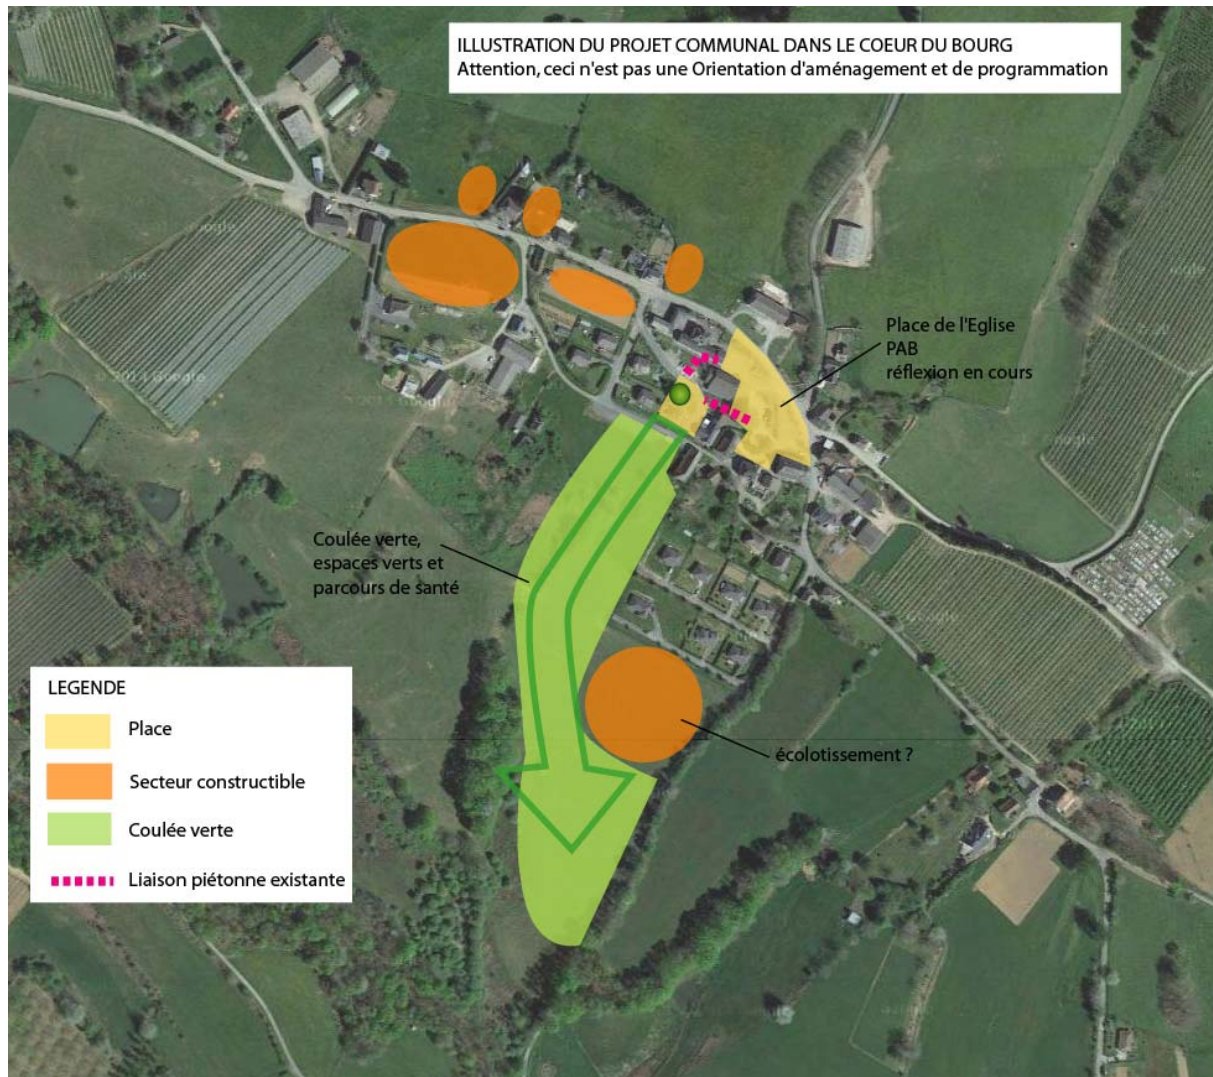 ILLUSTRATION DU PROJET COMMUNAL DANS LE COEUR DU BOURG
Attention, ceci n'est pas une Orientation d'aménagement et de programmation
Place de l'Eglise
PAB
réflexion en cours
Coulée verte,
espaces verts et
parcours de santé
écolotissement ?
LEGENDE
Place
Secteur constructible
Coulée verte
Liaison piétonne existante